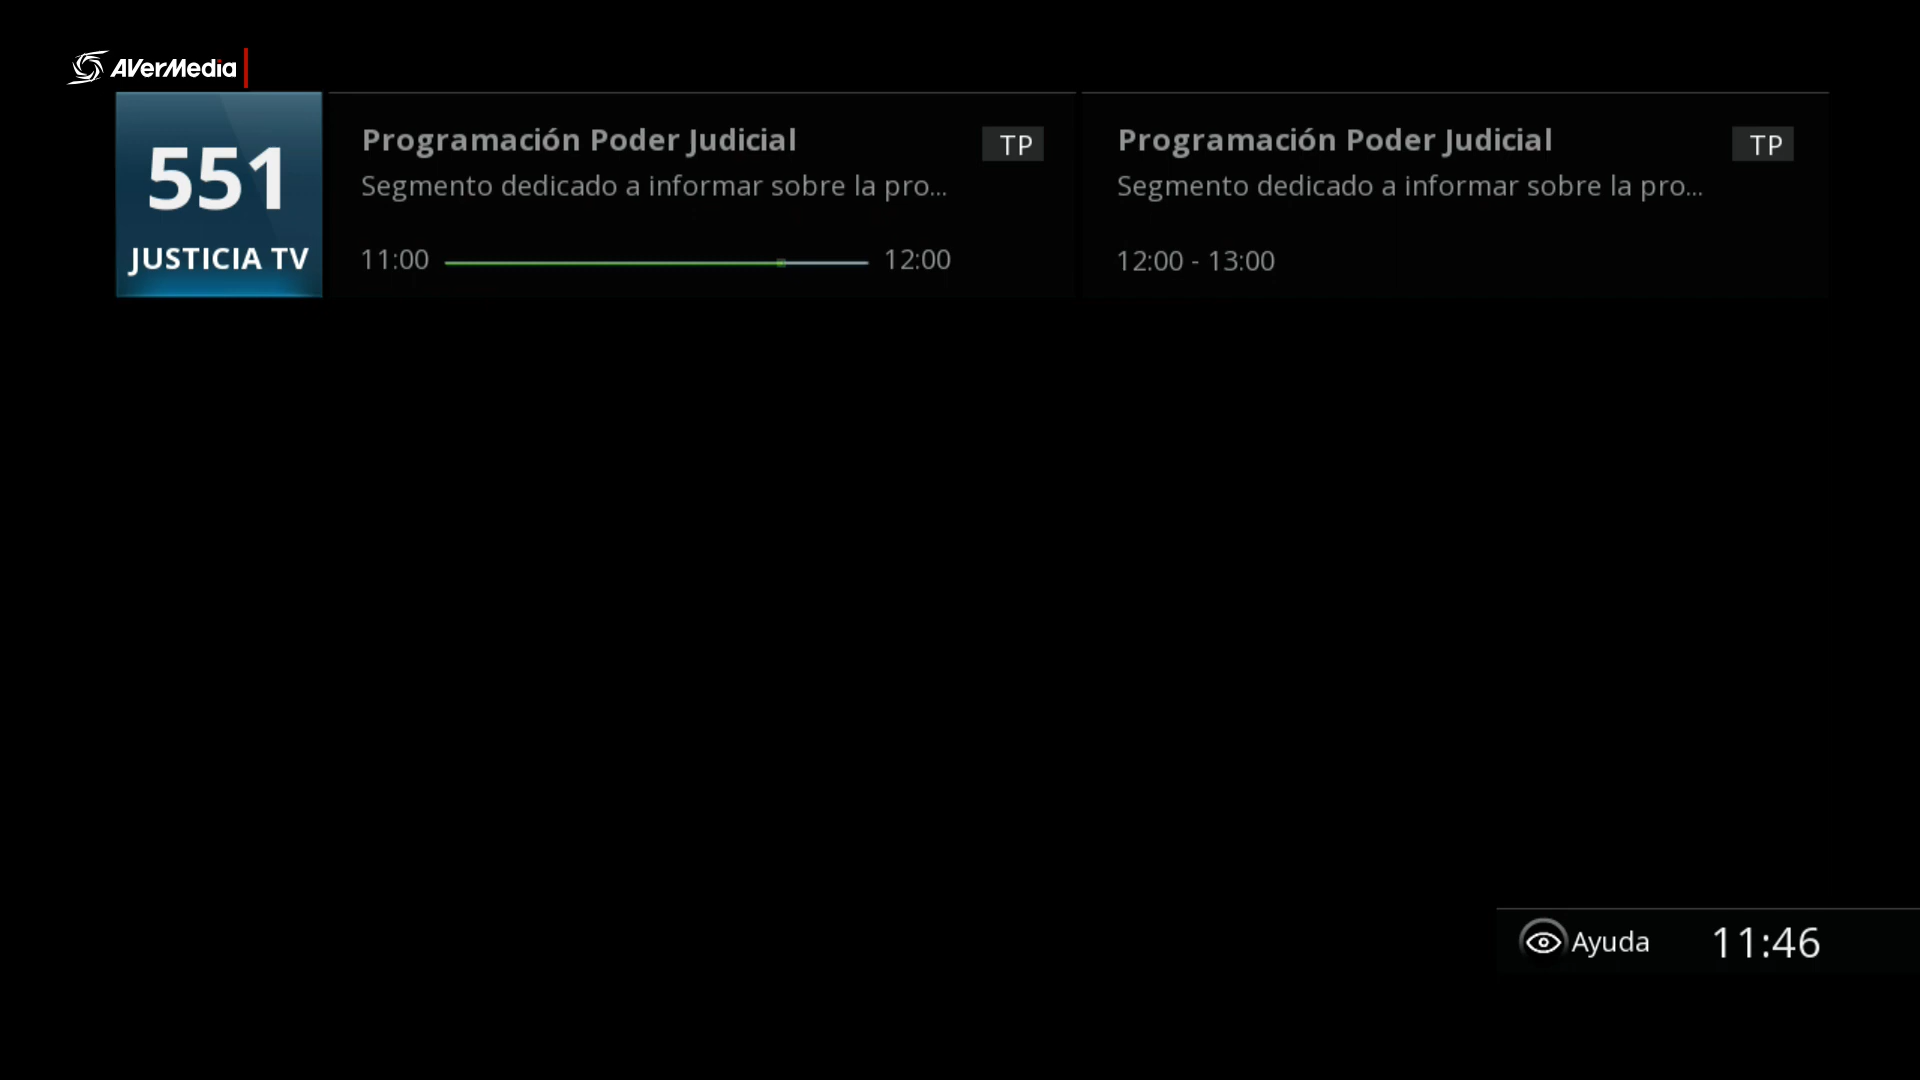 AVerMedia
551
JUSTICIA TV
Programación Poder Judicial
TP
Segmento dedicado a informar sobre la pro...
11:00
12:00
Programación Poder Judicial
TP
Segmento dedicado a informar sobre la pro...
12:00 - 13:00
Ayuda
11:46